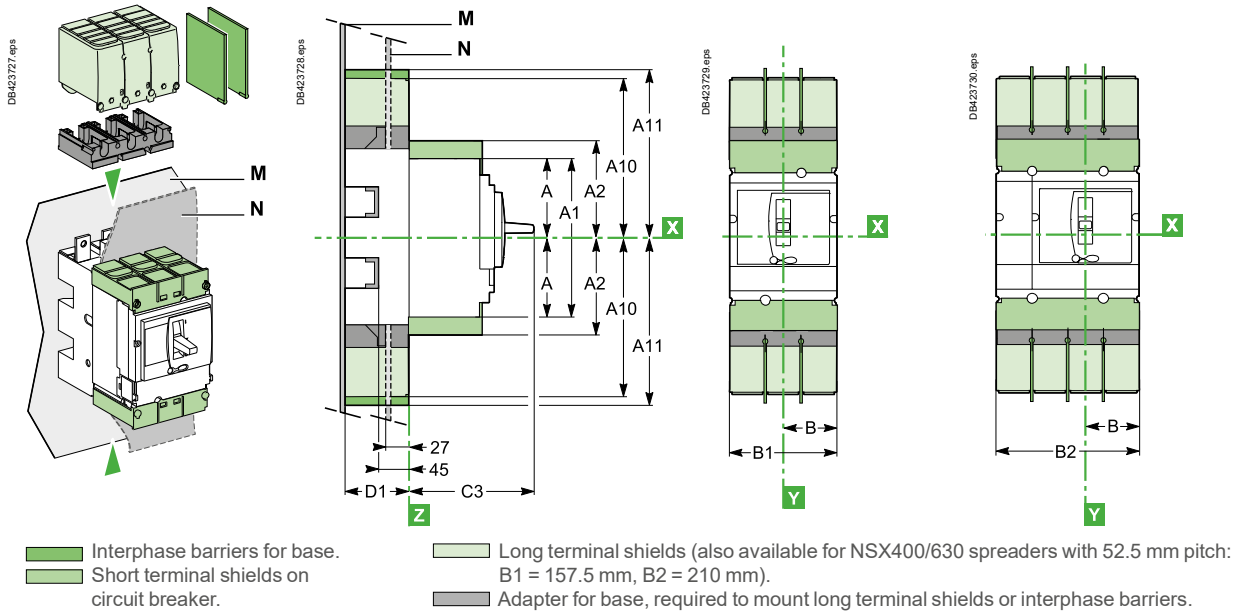 DB423727.eps
M
N
DB423728.eps
M
N
A11
A10
A2
A
A1
X
A
A2
A10
A11
27
45
D1
C3
Z
DB423729.eps
X
B
B1
Y
DB423730.eps
X
B
B2
Y
Interphase barriers for base.
Short terminal shields on
circuit breaker.
Long terminal shields (also available for NSX400/630 spreaders with 52.5 mm pitch:
B1 = 157.5 mm, B2 = 210 mm).
Adapter for base, required to mount long terminal shields or interphase barriers.